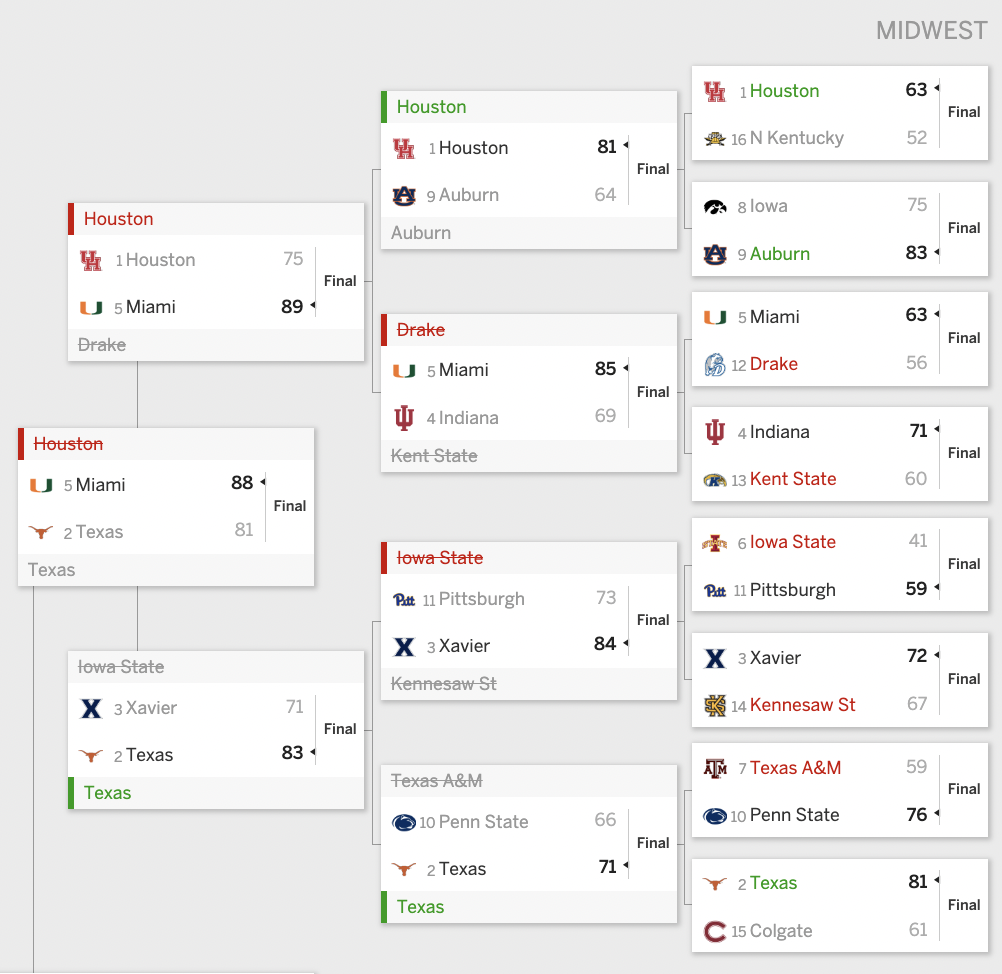 MIDWEST
Houston
1 Houston 75
5 Miami 89
Final
Drake
Houston
5 Miami 88
2 Texas 81
Final
Texas
Iowa State
3 Xavier 71
2 Texas 83
Final
Texas
Houston
1 Houston 81
9 Auburn 64
Final
Auburn
Drake
5 Miami 85
4 Indiana 69
Final
Kent State
Iowa State
11 Pittsburgh 73
3 Xavier 84
Final
Kennesaw St
Texas A&M
10 Penn State 66
2 Texas 71
Final
Texas
1 Houston 63
16 N Kentucky 52
Final
8 Iowa 75
9 Auburn 83
Final
5 Miami 63
12 Drake 56
Final
4 Indiana 71
13 Kent State 60
Final
6 Iowa State 41
11 Pittsburgh 59
Final
3 Xavier 72
14 Kennesaw St 67
Final
7 Texas A&M 59
10 Penn State 76
Final
2 Texas 81
15 Colgate 61
Final